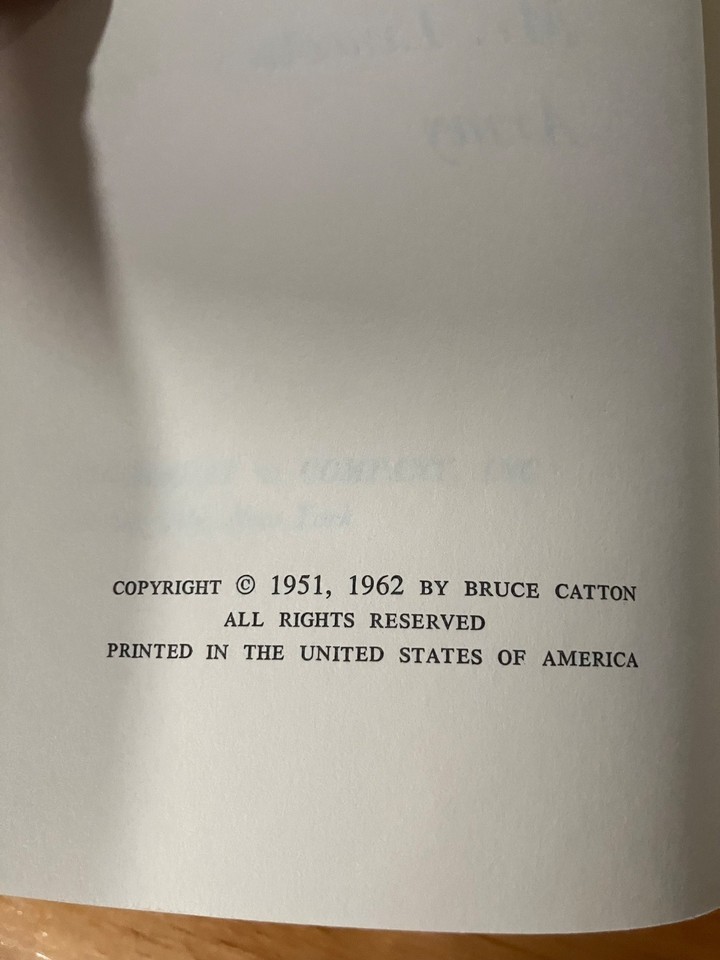 COPYRIGHT © 1951, 1962 BY BRUCE CATTON
ALL RIGHTS RESERVED
PRINTED IN THE UNITED STATES OF AMERICA